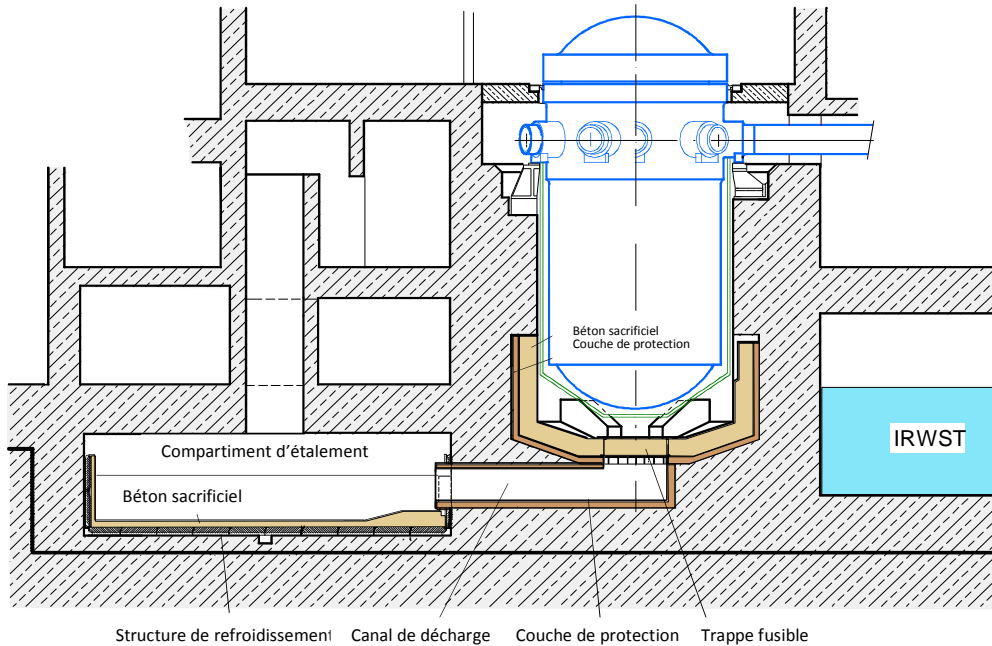 Béton sacrificiel
Couche de protection
IRWST
Compartiment d'étalement
Béton sacrificiel
Structure de refroidissement
Canal de décharge
Couche de protection
Trappe fusible